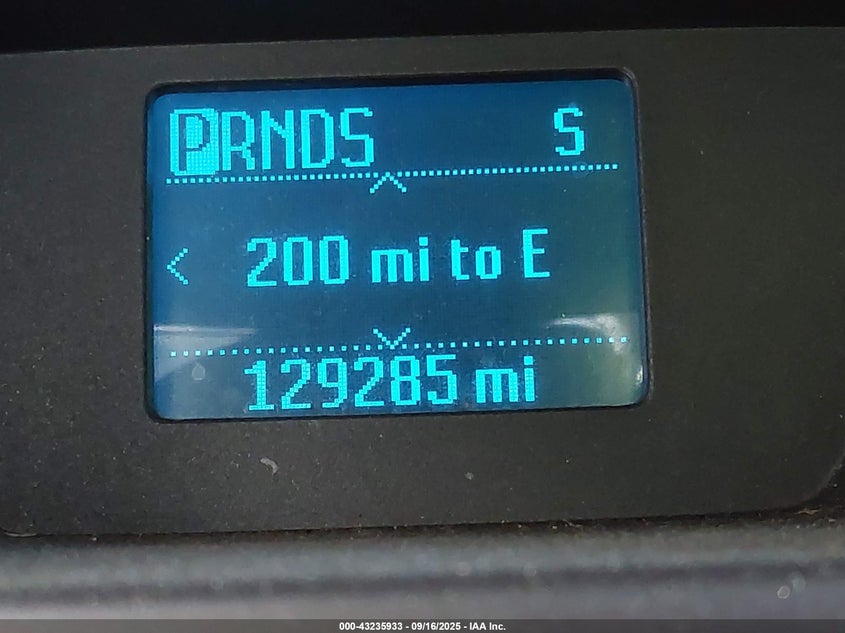 PRNDS S
200 mi to E
129285 mi
000-43235933 - 09/16/2025 - IAA Inc.